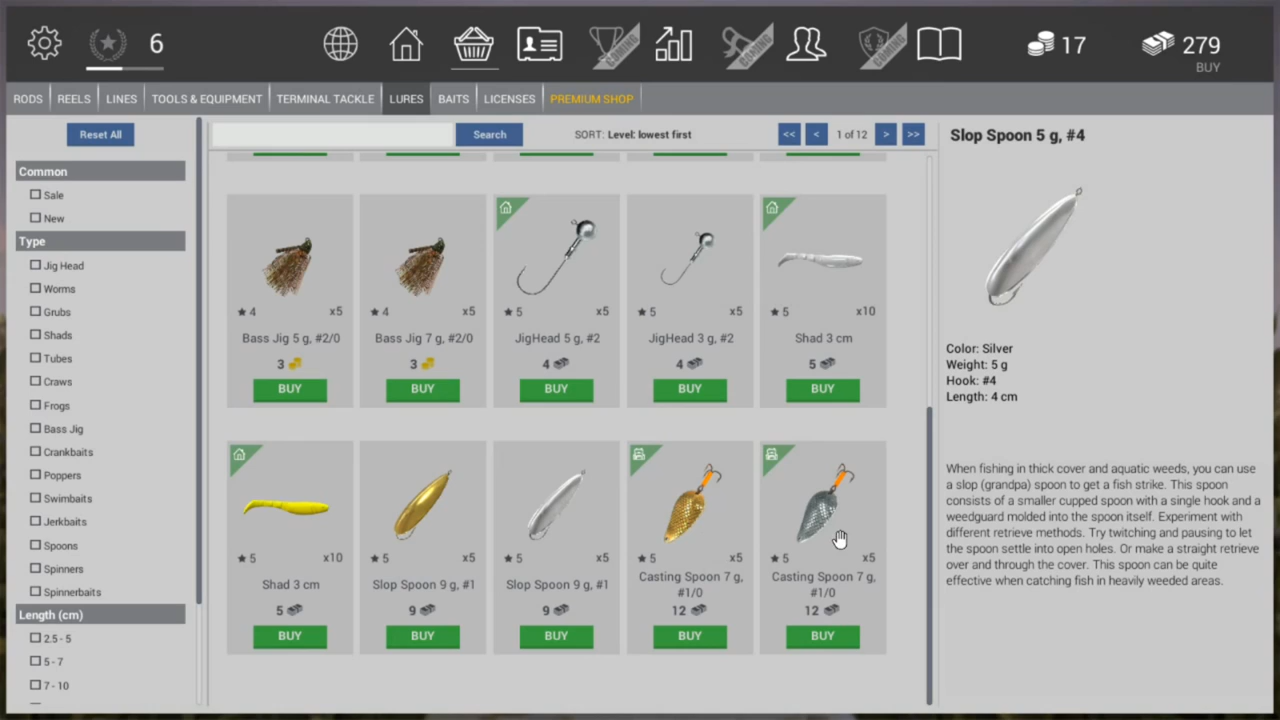 6
COMING
COMING
COMING
17
279
BUY
RODS REELS LINES TOOLS & EQUIPMENT TERMINAL TACKLE LURES BAITS LICENSES PREMIUM SHOP
Reset All
Search
SORT: Level: lowest first
<< < 1 of 12 > >>
Common
Sale
New
Type
Jig Head
Worms
Grubs
Shads
Tubes
Craws
Frogs
Bass Jig
Crankbaits
Poppers
Swimbaits
Jerkbaits
Spoons
Spinners
Spinnerbaits
Length (cm)
2.5 - 5
5 - 7
7 - 10
★4 x5
Bass Jig 5 g, #2/0
3
BUY
★4 x5
Bass Jig 7 g, #2/0
3
BUY
★5 x5
JigHead 5 g, #2
4
BUY
★5 x5
JigHead 3 g, #2
4
BUY
★5 x10
Shad 3 cm
5
BUY
★5 x10
Shad 3 cm
5
BUY
★5 x5
Slop Spoon 9 g, #1
9
BUY
★5 x5
Slop Spoon 9 g, #1
9
BUY
★5 x5
Casting Spoon 7 g,
#1/0
12
BUY
★5 x5
Casting Spoon 7 g,
#1/0
12
BUY
Slop Spoon 5 g, #4
Color: Silver
Weight: 5 g
Hook: #4
Length: 4 cm
When fishing in thick cover and aquatic weeds, you can use
a slop (grandpa) spoon to get a fish strike. This spoon
consists of a smaller cupped spoon with a single hook and a
weedguard molded into the spoon itself. Experiment with
different retrieve methods. Try twitching and pausing to let
the spoon settle into open holes. Or make a straight retrieve
over and through the cover. This spoon can be quite
effective when catching fish in heavily weeded areas.